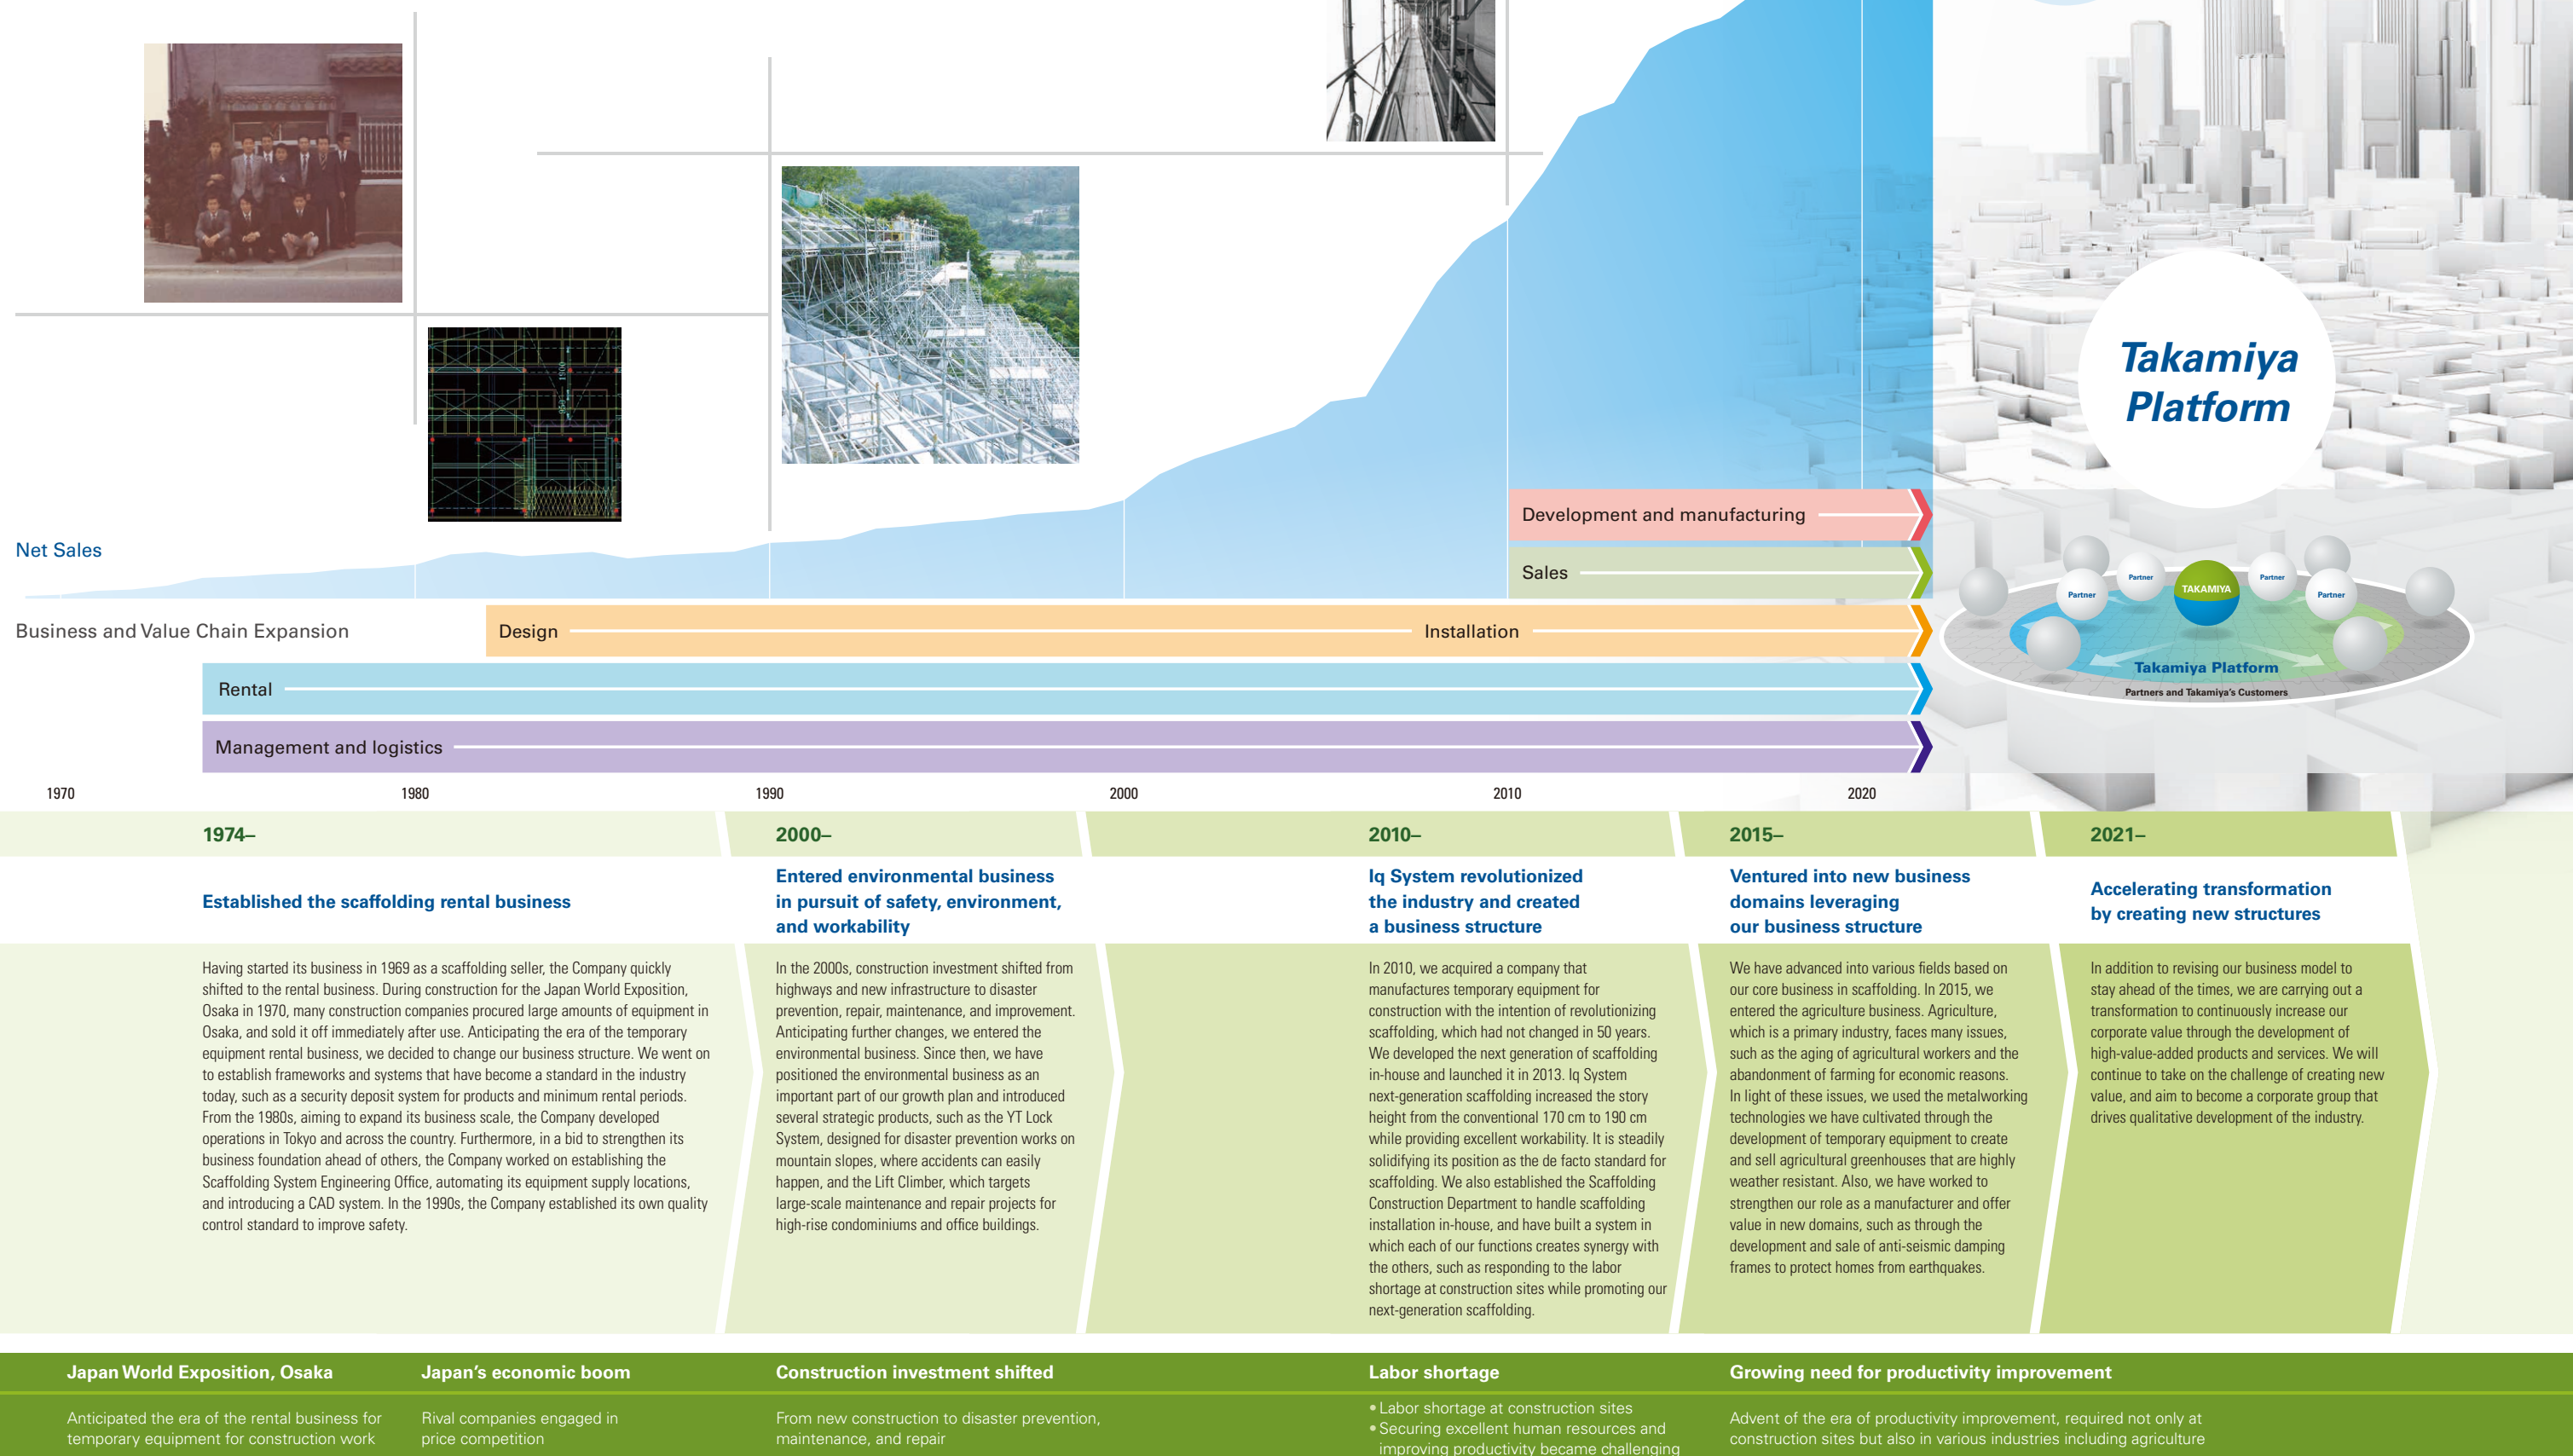 Takamiya
Platform
Net Sales
Development and manufacturing
Sales
Business and Value Chain Expansion
Design
Installation
Rental
Management and logistics
Partner
Partner
TAKAMIYA
Partner
Partner
Takamiya Platform
Partners and Takamiya's Customers
1970
1980
1990
2000
2010
2020
1974–
Established the scaffolding rental business
Having started its business in 1969 as a scaffolding seller, the Company quickly
shifted to the rental business. During construction for the Japan World Exposition,
Osaka in 1970, many construction companies procured large amounts of equipment in
Osaka, and sold it off immediately after use. Anticipating the era of the temporary
equipment rental business, we decided to change our business structure. We went on
to establish frameworks and systems that have become a standard in the industry
today, such as a security deposit system for products and minimum rental periods.
From the 1980s, aiming to expand its business scale, the Company developed
operations in Tokyo and across the country. Furthermore, in a bid to strengthen its
business foundation ahead of others, the Company worked on establishing the
Scaffolding System Engineering Office, automating its equipment supply locations,
and introducing a CAD system. In the 1990s, the Company established its own quality
control standard to improve safety.
2000–
Entered environmental business
in pursuit of safety, environment,
and workability
In the 2000s, construction investment shifted from
highways and new infrastructure to disaster
prevention, repair, maintenance, and improvement.
Anticipating further changes, we entered the
environmental business. Since then, we have
positioned the environmental business as an
important part of our growth plan and introduced
several strategic products, such as the YT Lock
System, designed for disaster prevention works on
mountain slopes, where accidents can easily
happen, and the Lift Climber, which targets
large-scale maintenance and repair projects for
high-rise condominiums and office buildings.
2010–
Iq System revolutionized
the industry and created
a business structure
In 2010, we acquired a company that
manufactures temporary equipment for
construction with the intention of revolutionizing
scaffolding, which had not changed in 50 years.
We developed the next generation of scaffolding
in-house and launched it in 2013. Iq System
next-generation scaffolding increased the story
height from the conventional 170 cm to 190 cm
while providing excellent workability. It is steadily
solidifying its position as the de facto standard for
scaffolding. We also established the Scaffolding
Construction Department to handle scaffolding
installation in-house, and have built a system in
which each of our functions creates synergy with
the others, such as responding to the labor
shortage at construction sites while promoting our
next-generation scaffolding.
2015–
Ventured into new business
domains leveraging
our business structure
We have advanced into various fields based on
our core business in scaffolding. In 2015, we
entered the agriculture business. Agriculture,
which is a primary industry, faces many issues,
such as the aging of agricultural workers and the
abandonment of farming for economic reasons.
In light of these issues, we used the metalworking
technologies we have cultivated through the
development of temporary equipment to create
and sell agricultural greenhouses that are highly
weather resistant. Also, we have worked to
strengthen our role as a manufacturer and offer
value in new domains, such as through the
development and sale of anti-seismic damping
frames to protect homes from earthquakes.
2021–
Accelerating transformation
by creating new structures
In addition to revising our business model to
stay ahead of the times, we are carrying out a
transformation to continuously increase our
corporate value through the development of
high-value-added products and services. We will
continue to take on the challenge of creating new
value, and aim to become a corporate group that
drives qualitative development of the industry.
Japan World Exposition, Osaka
Anticipated the era of the rental business for
temporary equipment for construction work
Japan's economic boom
Rival companies engaged in
price competition
Construction investment shifted
From new construction to disaster prevention,
maintenance, and repair
Labor shortage
• Labor shortage at construction sites
• Securing excellent human resources and
improving productivity became challenging
Growing need for productivity improvement
Advent of the era of productivity improvement, required not only at
construction sites but also in various industries including agriculture